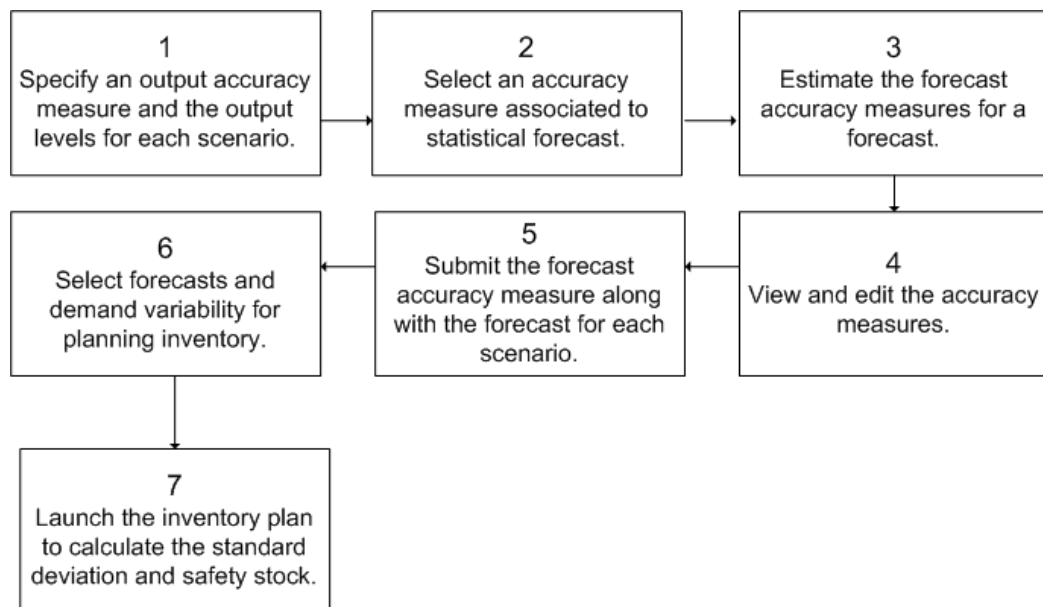 1
Specify an output accuracy
measure and the output
levels for each scenario.
2
Select an accuracy
measure associated to
statistical forecast.
3
Estimate the forecast
accuracy measures for a
forecast.
4
View and edit the accuracy
measures.
5
Submit the forecast
accuracy measure along
with the forecast for each
scenario.
6
Select forecasts and
demand variability for
planning inventory.
7
Launch the inventory plan
to calculate the standard
deviation and safety stock.